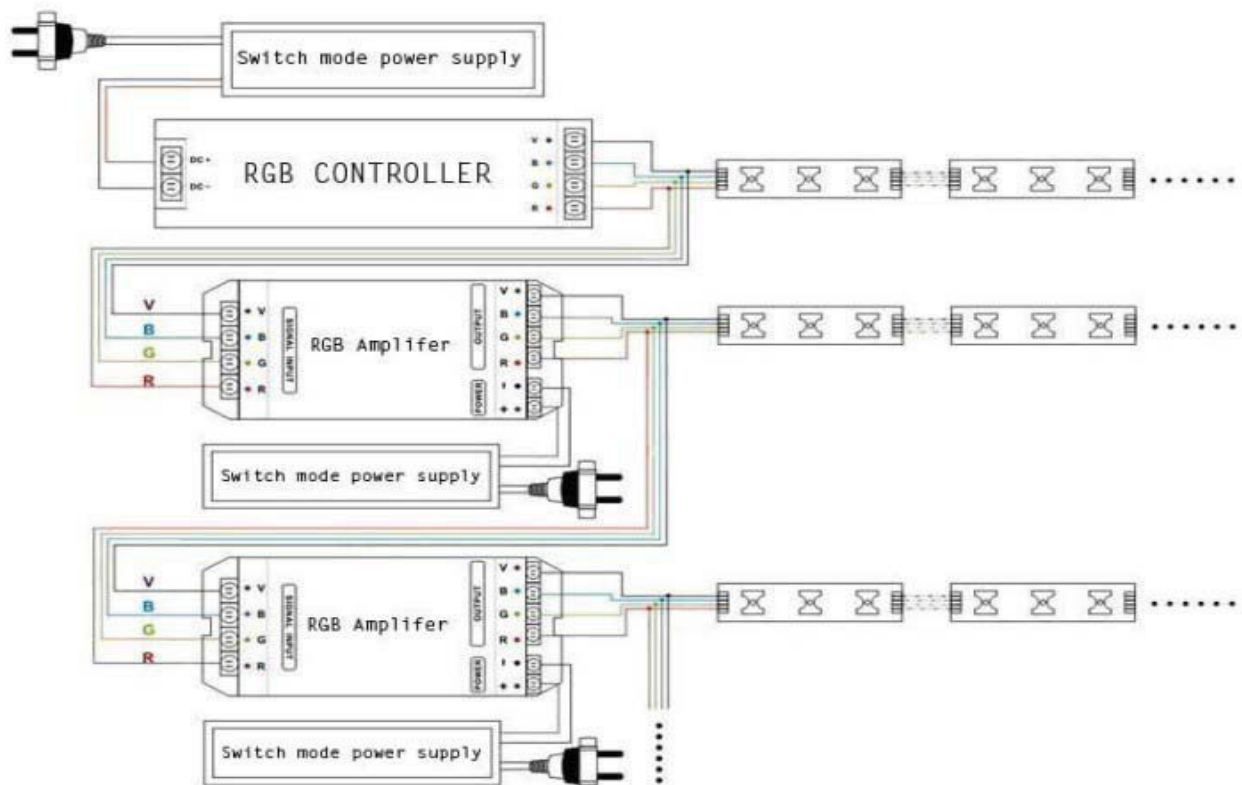 Switch mode power supply
RGB CONTROLLER
DC +
DC -
V
B
G
R
V
B
G
R
V
B
G
R
SIGNAL INPUT
RGB Amplifer
OUTPUT
V
B
G
R
POWER
I
+
Switch mode power supply
V
B
G
R
V
B
G
R
SIGNAL INPUT
RGB Amplifer
OUTPUT
V
B
G
R
POWER
I
+
Switch mode power supply